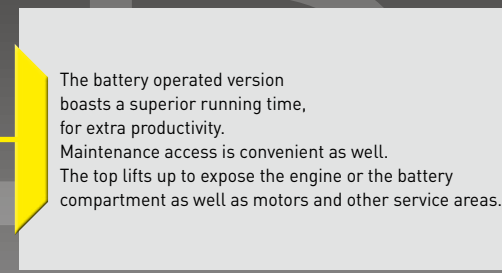 The battery operated version
boasts a superior running time,
for extra productivity.
Maintenance access is convenient as well.
The top lifts up to expose the engine or the battery
compartment as well as motors and other service areas.